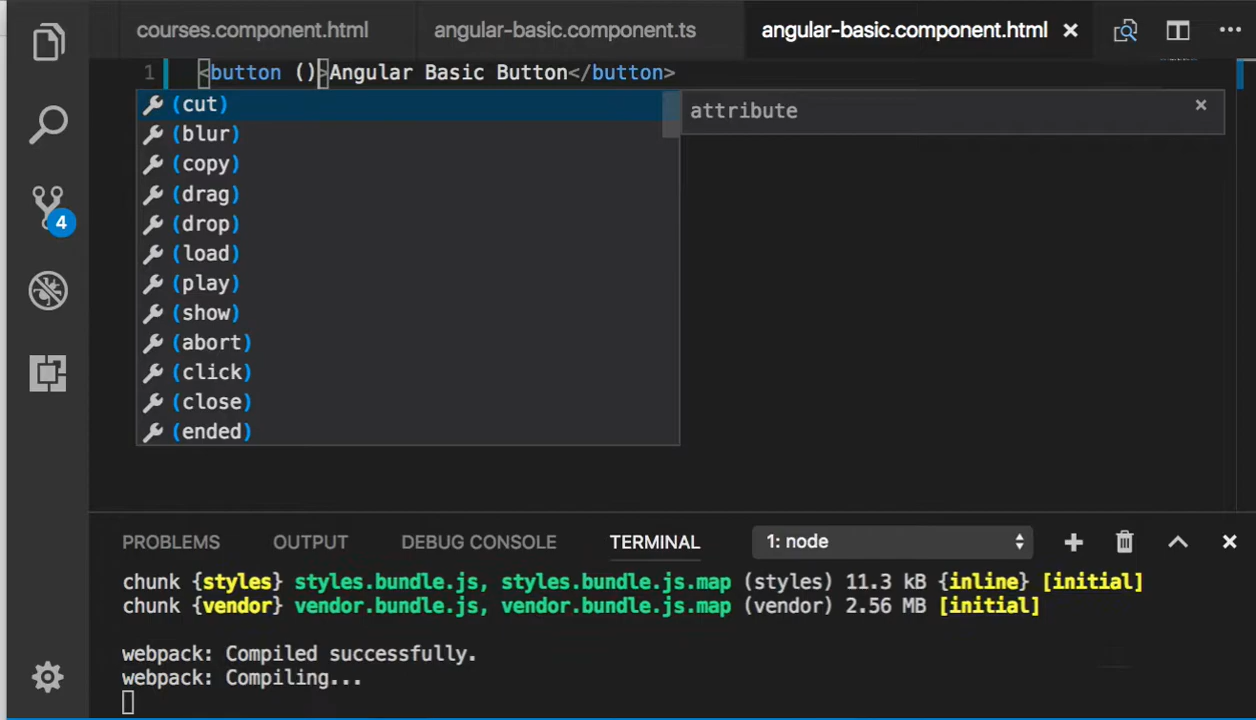 courses.component.html angular-basic.component.ts angular-basic.component.html
1 <button ()>Angular Basic Button</button>
(cut)
attribute
(blur)
(copy)
(drag)
(drop)
4
(load)
(play)
(show)
(abort)
(click)
(close)
(ended)
PROBLEMS OUTPUT DEBUG CONSOLE TERMINAL 1: node
chunk {styles} styles.bundle.js, styles.bundle.js.map (styles) 11.3 kB {inline} [initial]
chunk {vendor} vendor.bundle.js, vendor.bundle.js.map (vendor) 2.56 MB [initial]
webpack: Compiled successfully.
webpack: Compiling...